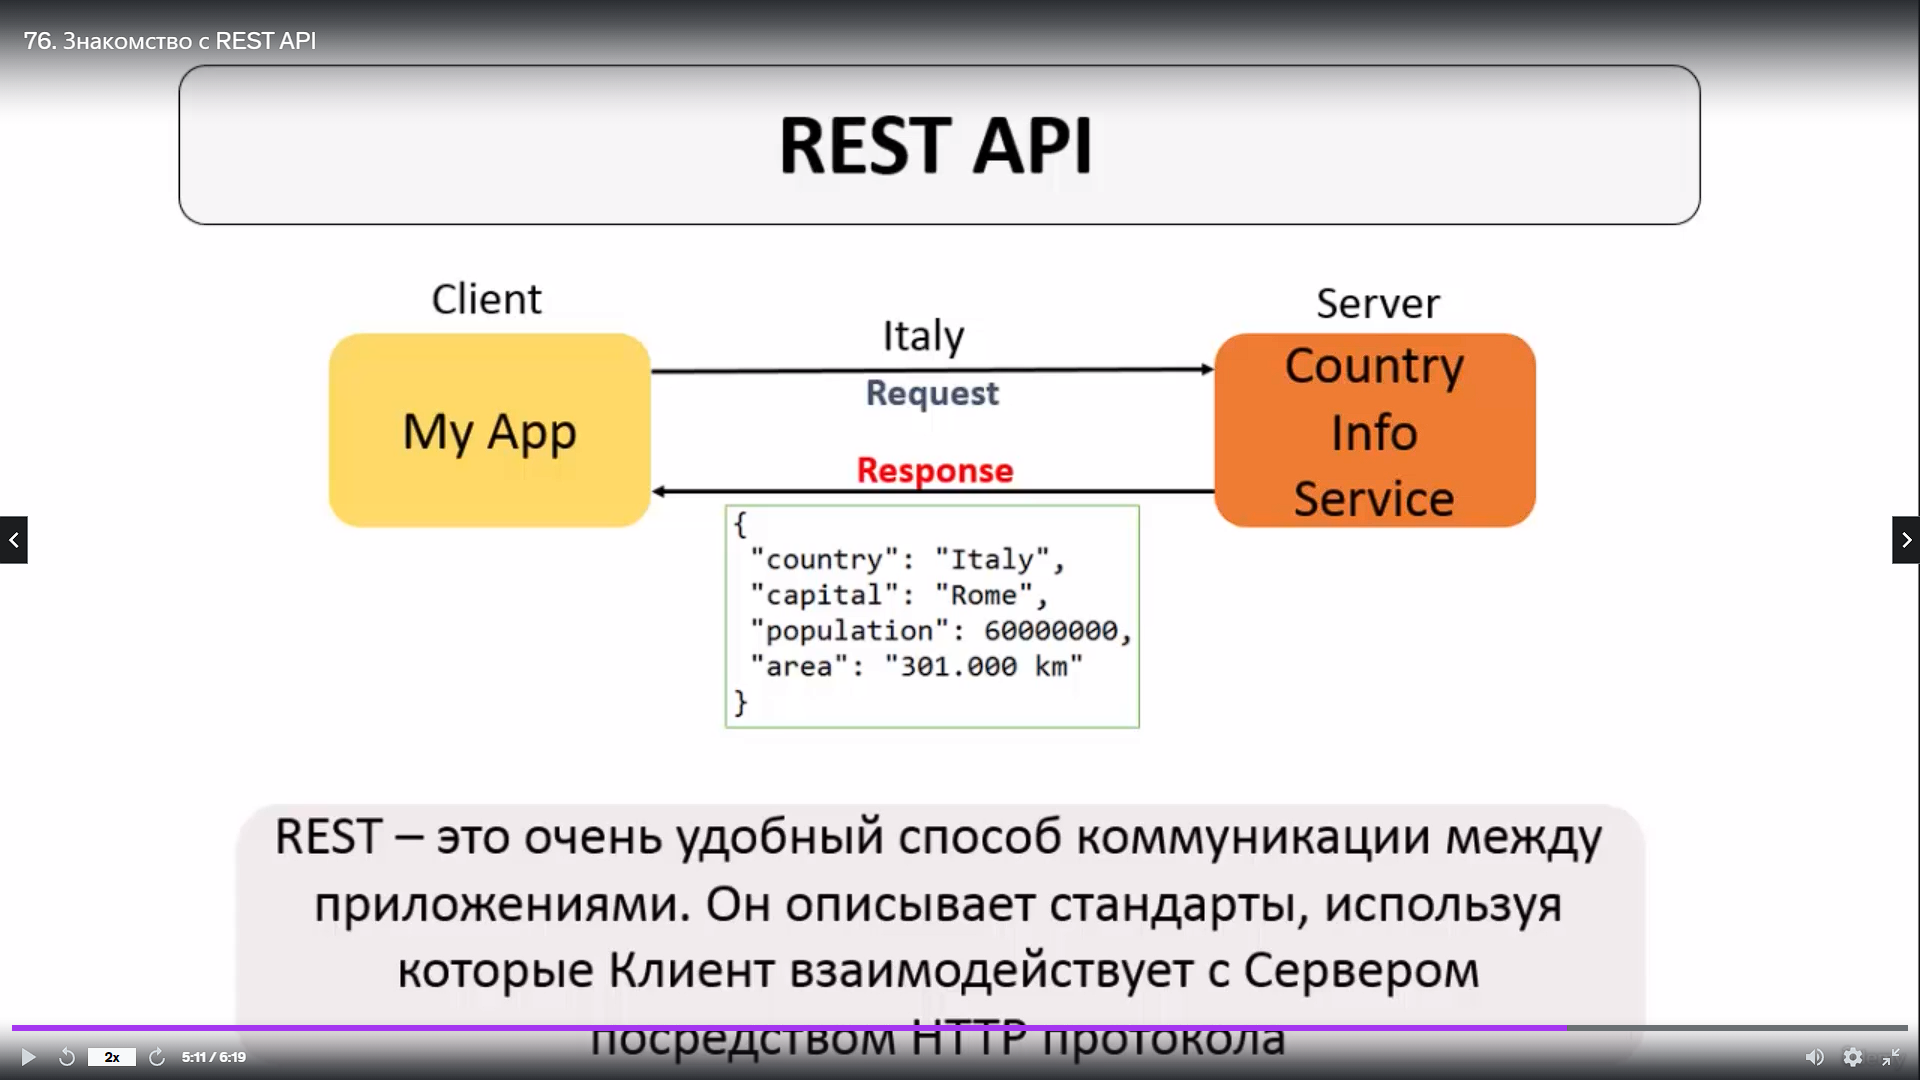 76. Знакомство с REST API
REST API
Client
Server
Italy
Request
My App
Country
Info
Service
Response
{
"country": "Italy",
"capital": "Rome",
"population": 60000000,
"area": "301.000 km"
}
REST – это очень удобный способ коммуникации между
приложениями. Он описывает стандарты, используя
которые Клиент взаимодействует с Сервером
посредством HTTP протокола
2x
5:11 / 6:19